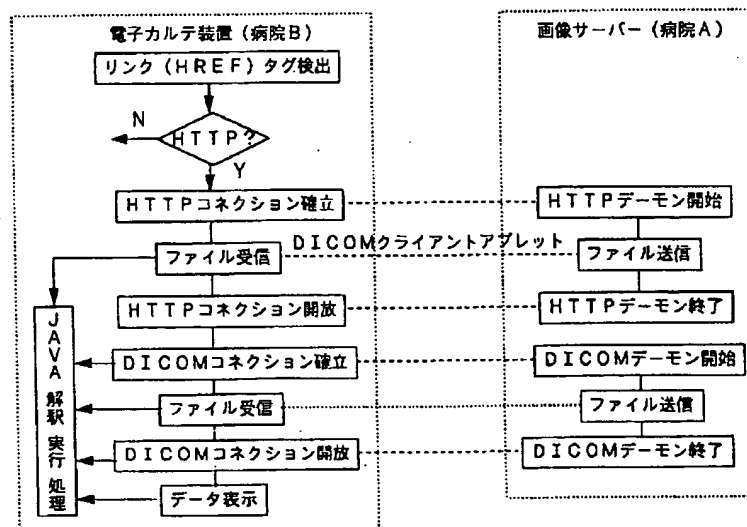 電子カルテ装置(病院B)
リンク(HREF)タグ検出
N
HTTP?
Y
HTTPコネクション確立
ファイル受信
HTTPコネクション開放
DICOMコネクション確立
ファイル受信
DICOMコネクション開放
データ表示
JAVA解釈実行処理
DICOMクライアントアプレット
画像サーバー(病院A)
HTTPデーモン開始
ファイル送信
HTTPデーモン終了
DICOMデーモン開始
ファイル送信
DICOMデーモン終了